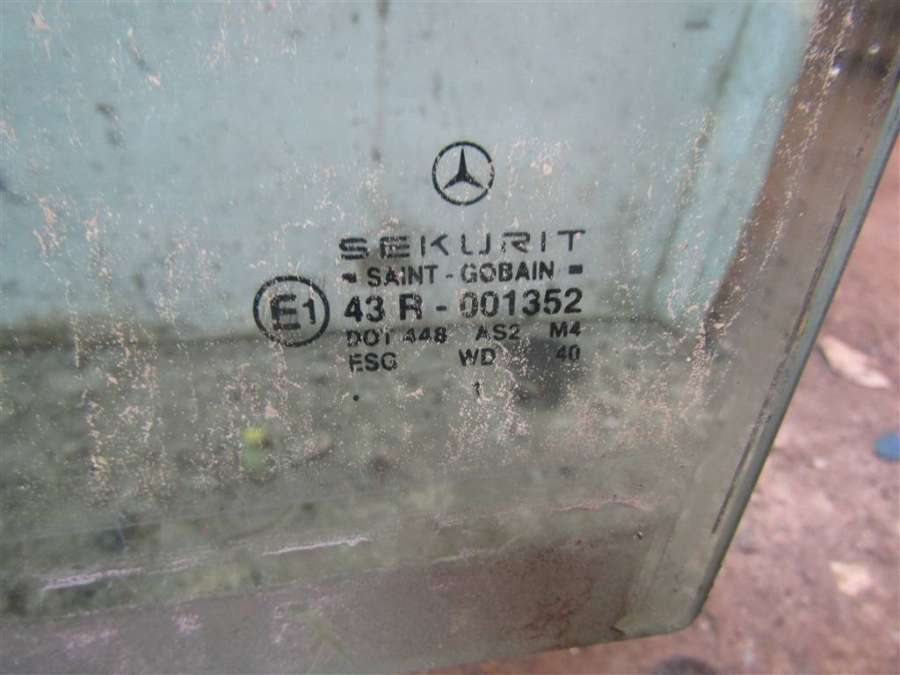 SEKURIT
- SAINT - GOBAIN -
E1 43 R - 001352
DOT 448 AS2 M4
ESG WD 40
. 1